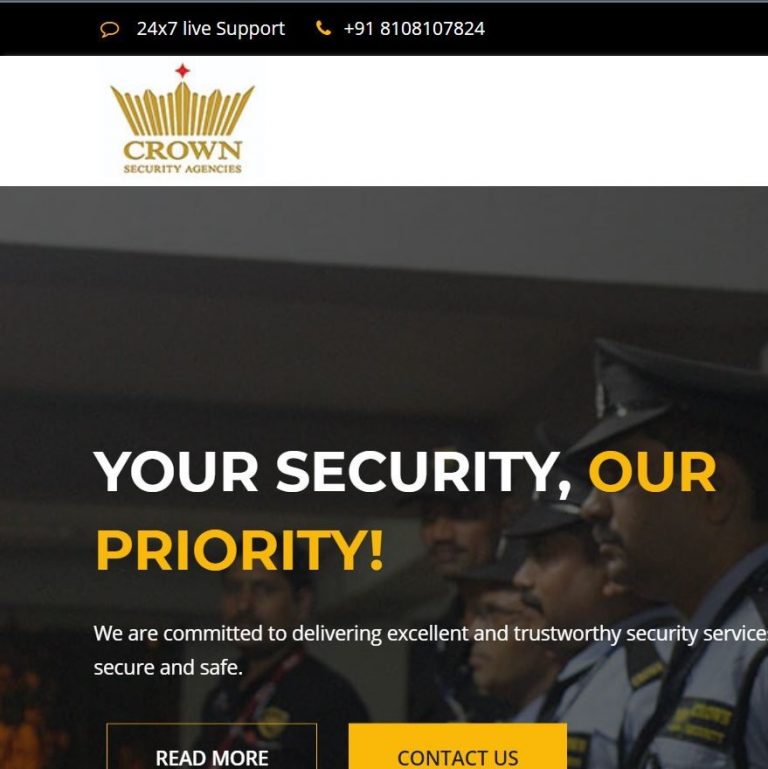 24x7 live Support +91 8108107824
CROWN
SECURITY AGENCIES
YOUR SECURITY, OUR
PRIORITY!
We are committed to delivering excellent and trustworthy security services
secure and safe.
READ MORE CONTACT US